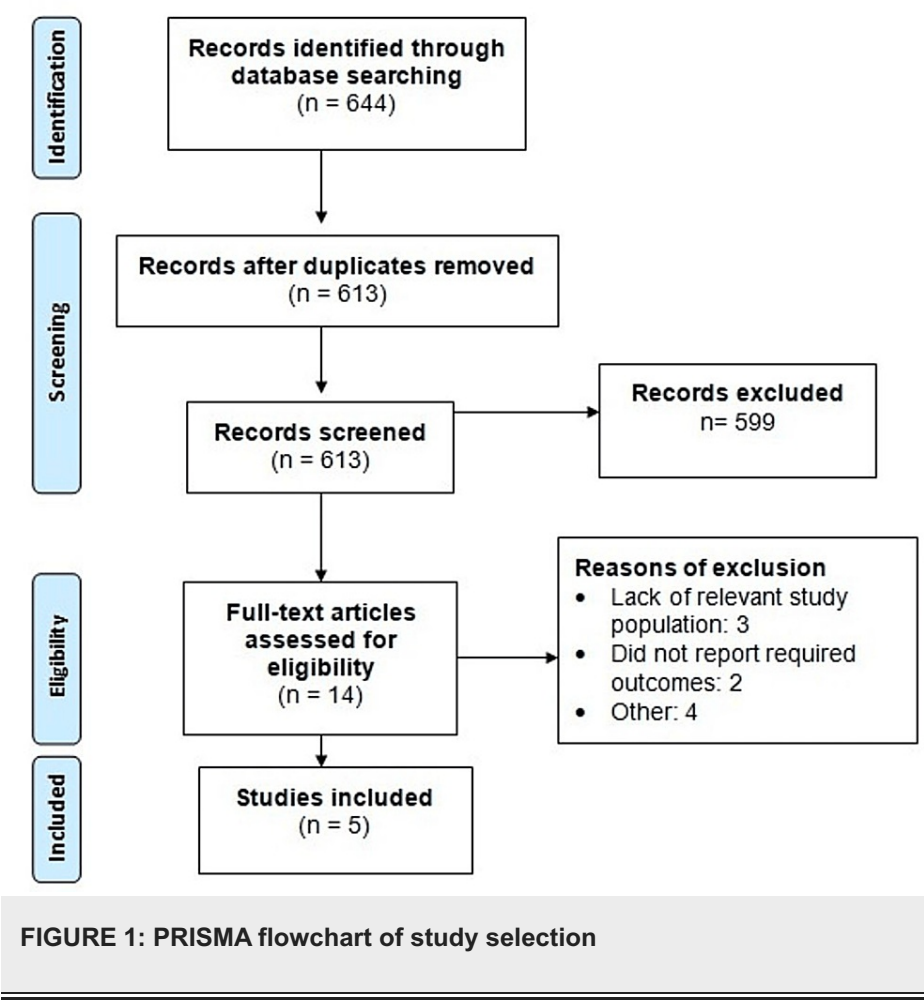 Identification
Records identified through
database searching
(n = 644)
Screening
Records after duplicates removed
(n = 613)
Records screened
(n = 613)
Records excluded
n= 599
Eligibility
Full-text articles
assessed for
eligibility
(n = 14)
Reasons of exclusion
• Lack of relevant study
population: 3
• Did not report required
outcomes: 2
• Other: 4
Included
Studies included
(n = 5)
FIGURE 1: PRISMA flowchart of study selection